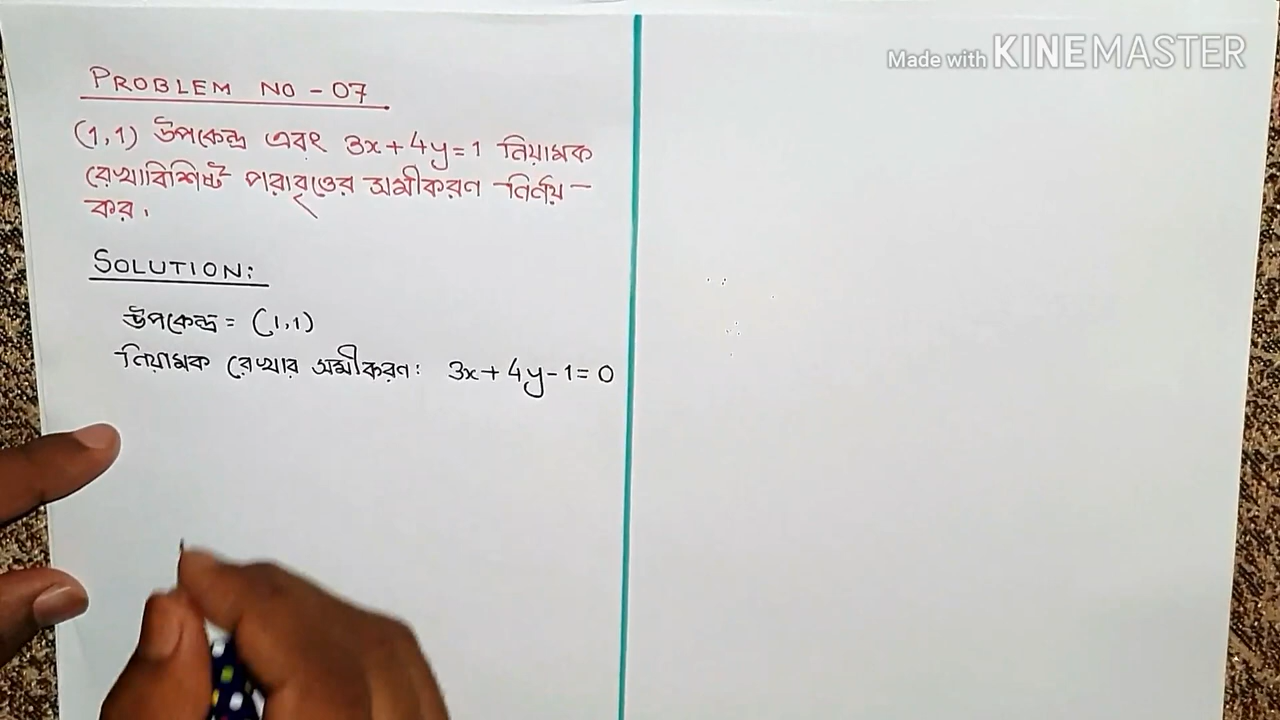 Made with KINEMASTER
PROBLEM NO - 07
(1,1) উপকেন্দ্র এবং 3x+4y=1 নিয়ামক
রেখাবিশিষ্ট পরাবৃত্তের সমীকরণ নির্ণয়-
কর।
SOLUTION:
উপকেন্দ্র = (1,1)
নিয়ামক রেখার সমীকরণ: 3x+4y-1=0